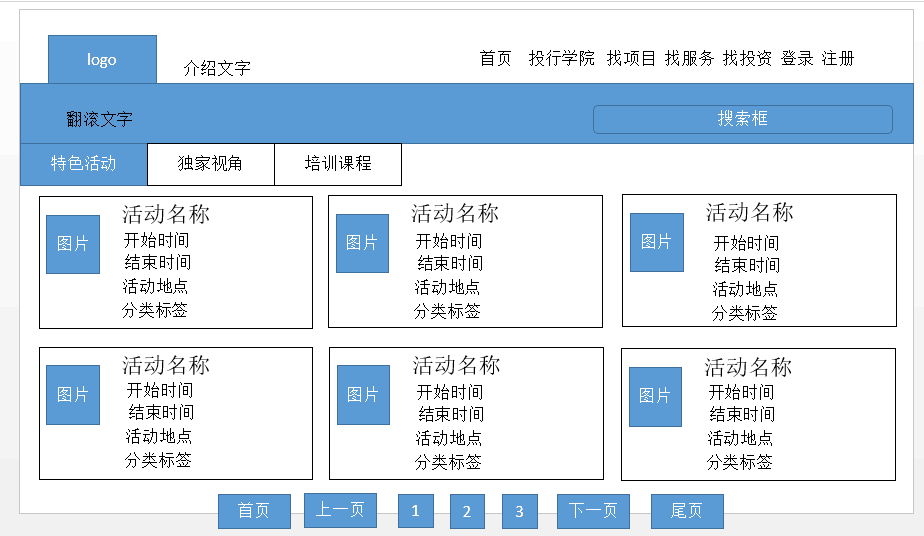 logo
介绍文字
首页 投行学院 找项目 找服务 找投资 登录 注册
翻滚文字
搜索框
特色活动 独家视角 培训课程
图片
活动名称
开始时间
结束时间
活动地点
分类标签
图片
活动名称
开始时间
结束时间
活动地点
分类标签
图片
活动名称
开始时间
结束时间
活动地点
分类标签
图片
活动名称
开始时间
结束时间
活动地点
分类标签
图片
活动名称
开始时间
结束时间
活动地点
分类标签
图片
活动名称
开始时间
结束时间
活动地点
分类标签
首页 上一页 1 2 3 下一页 尾页